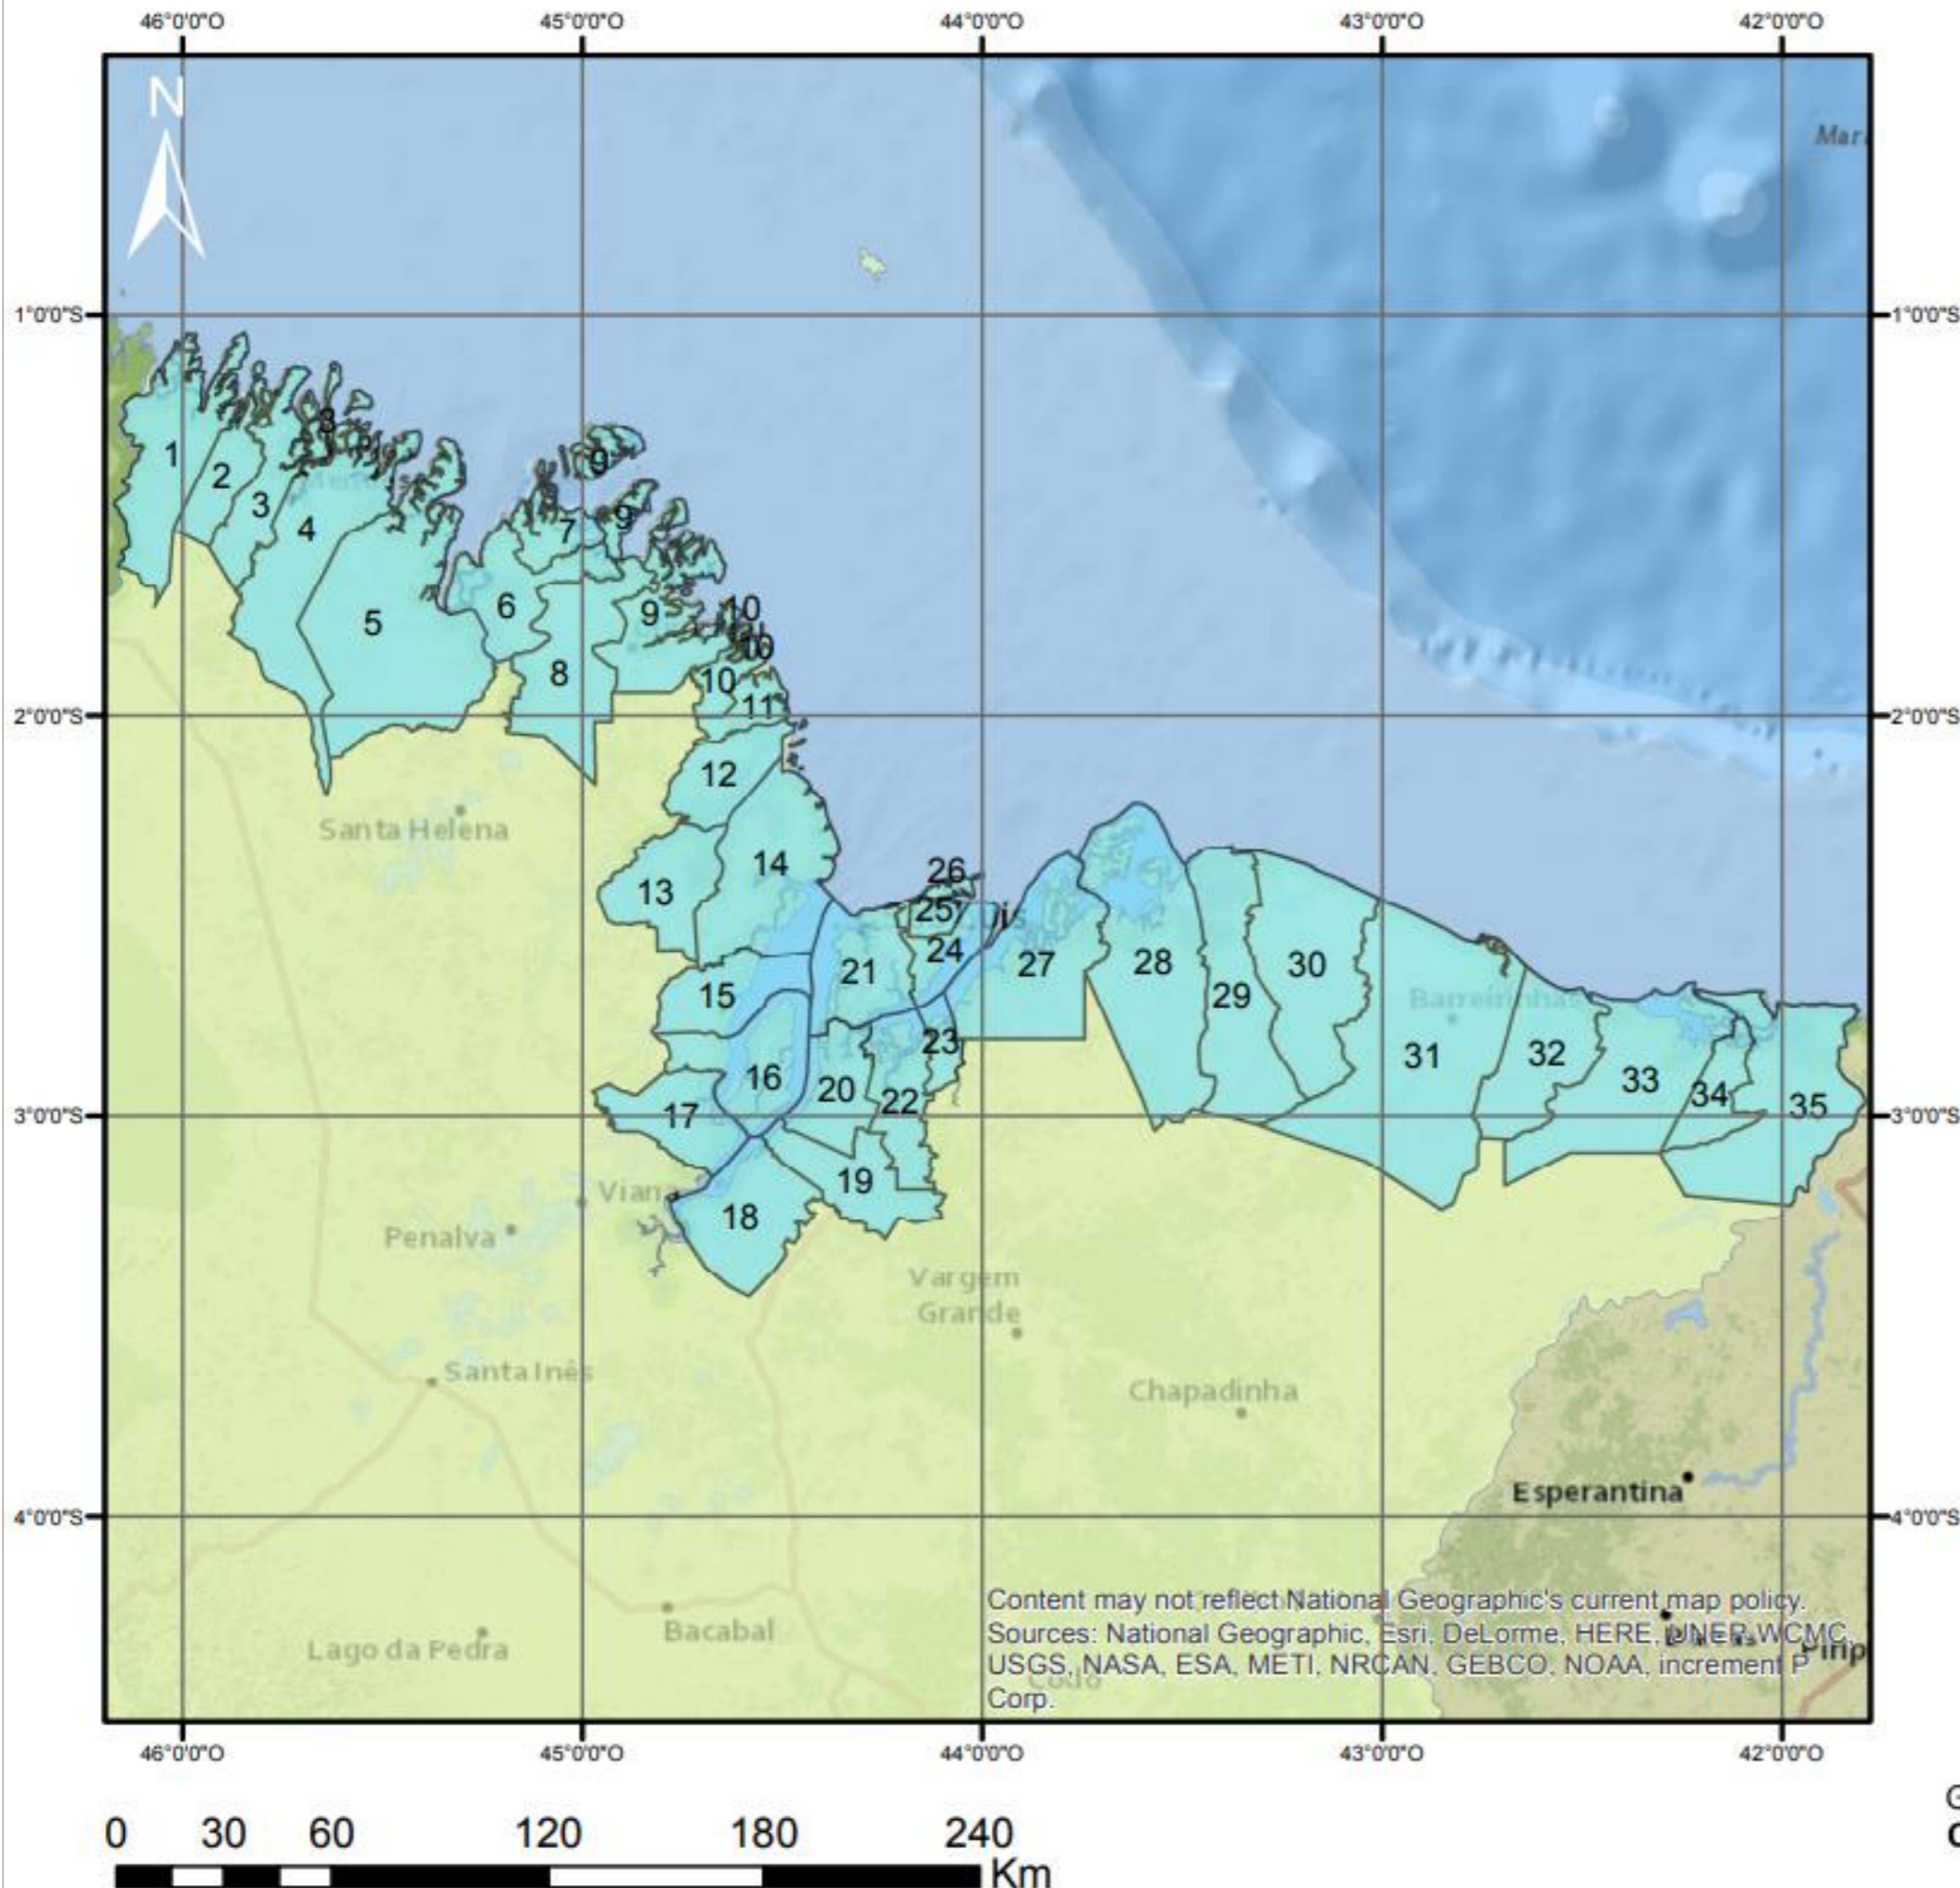 46°0'0"O 45°0'0"O 44°0'0"O 43°0'0"O 42°0'0"O
N
Mar
1°0'0"S 1°0'0"S
3
1
9
2
3
4
9
7
10
6
9
5
10
8
10
11
2°0'0"S 2°0'0"S
12
Santa Helena
14
26
13
25
24
21
27
28
30
29
15
Barreirinhas
23
31
32
16
20
33
34
22
35
17
3°0'0"S 3°0'0"S
19
Viana
18
Penalva
Vargem
Grande
Santa Inês
Chapadinha
Esperantina
4°0'0"S 4°0'0"S
Content may not reflect National Geographic's current map policy.
Sources: National Geographic, Esri, DeLorme, HERE, UNEP-WCMC,
USGS, NASA, ESA, METI, NRCAN, GEBCO, NOAA, increment P
Corp.
Bacabal
Lago da Pedra
Pirip
Codó
46°0'0"O 45°0'0"O 44°0'0"O 43°0'0"O 42°0'0"O
0 30 60 120 180 240
Km